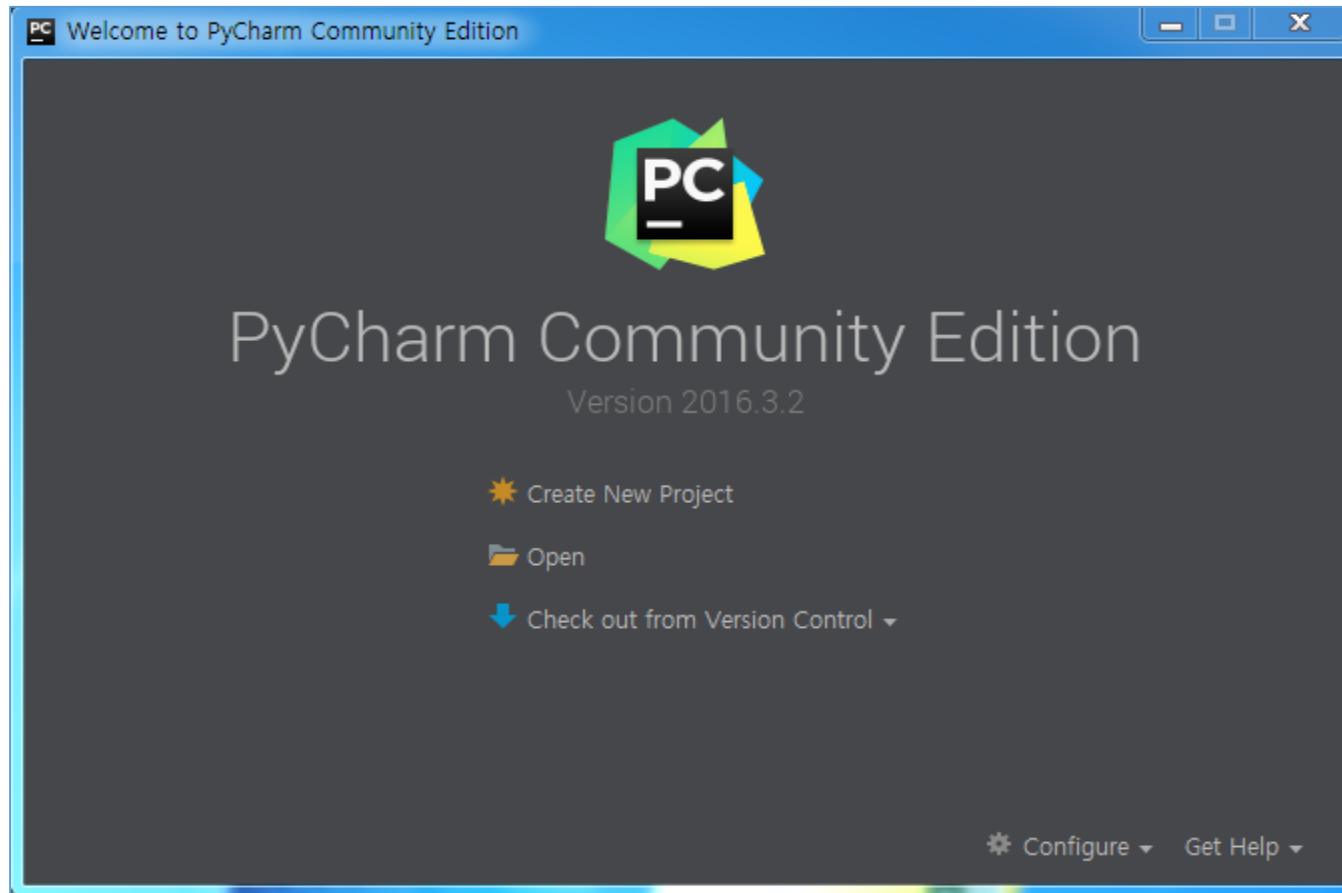 PC Welcome to PyCharm Community Edition
PC
PyCharm Community Edition
Version 2016.3.2
Create New Project
Open
Check out from Version Control
Configure Get Help